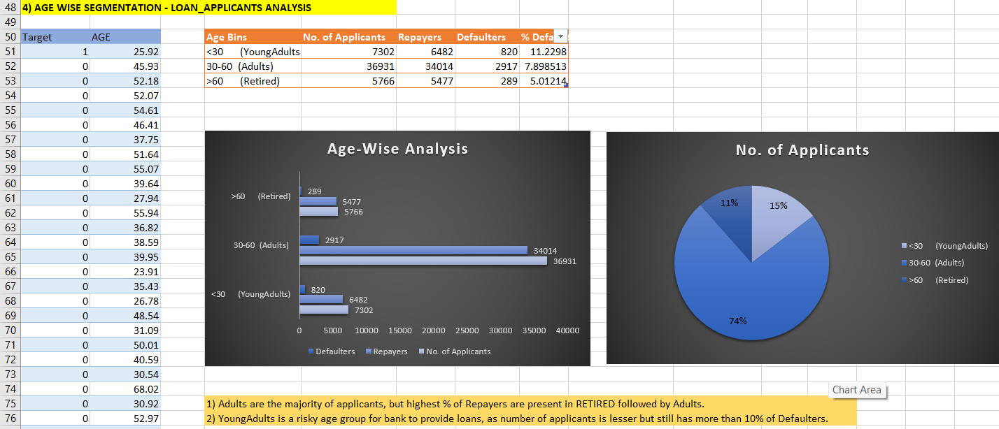 48 4) AGE WISE SEGMENTATION - LOAN_APPLICANTS ANALYSIS
49
50 Target AGE Age Bins No. of Applicants Repayers Defaulters % Defa
51 1 25.92 <30 (YoungAdults 7302 6482 820 11.2298
52 0 45.93 30-60 (Adults) 36931 34014 2917 7.898513
53 0 52.18 >60 (Retired) 5766 5477 289 5.01214
54 0 52.07
55 0 54.61
56 0 46.41
57 0 37.75
58 0 51.64
59 0 55.07
60 0 39.64
61 0 27.94
62 0 55.94
63 0 36.82
64 0 38.59
65 0 39.95
66 0 23.91
67 0 35.43
68 0 26.78
69 0 48.54
70 0 31.09
71 0 50.01
72 0 40.59
73 0 30.54
74 0 68.02
75 0 30.92
76 0 52.97
Age-Wise Analysis
289
>60 (Retired)
5477
5766
2917
30-60 (Adults)
34014
36931
820
<30 (YoungAdults)
6482
7302
0 5000 10000 15000 20000 25000 30000 35000 40000
Defaulters Repayers No. of Applicants
No. of Applicants
11% 15%
74%
<30 (YoungAdults)
30-60 (Adults)
>60 (Retired)
Chart Area
1) Adults are the majority of applicants, but highest % of Repayers are present in RETIRED followed by Adults.
2) YoungAdults is a risky age group for bank to provide loans, as number of applicants is lesser but still has more than 10% of Defaulters.